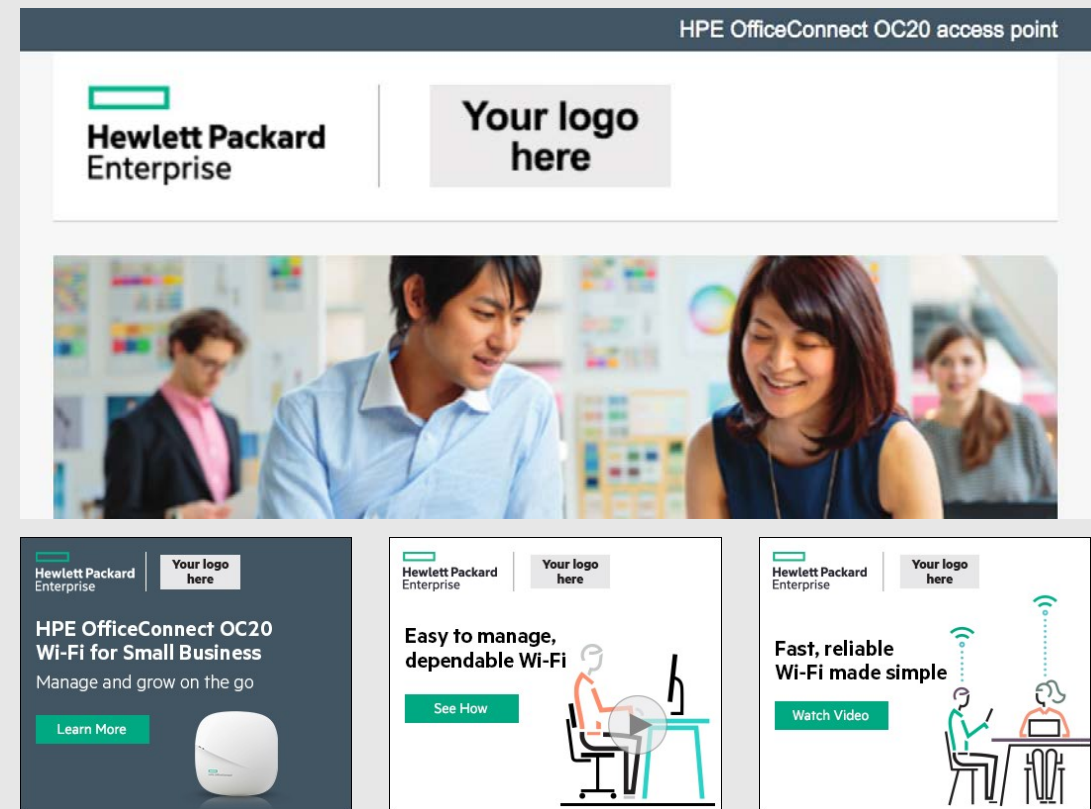 HPE OfficeConnect OC20 access point
Hewlett Packard
Enterprise
Your logo
here
Hewlett Packard
Enterprise
Your logo
here
HPE OfficeConnect OC20
Wi-Fi for Small Business
Manage and grow on the go
Learn More
Hewlett Packard
Enterprise
Your logo
here
Easy to manage,
dependable Wi-Fi
See How
Hewlett Packard
Enterprise
Your logo
here
Fast, reliable
Wi-Fi made simple
Watch Video